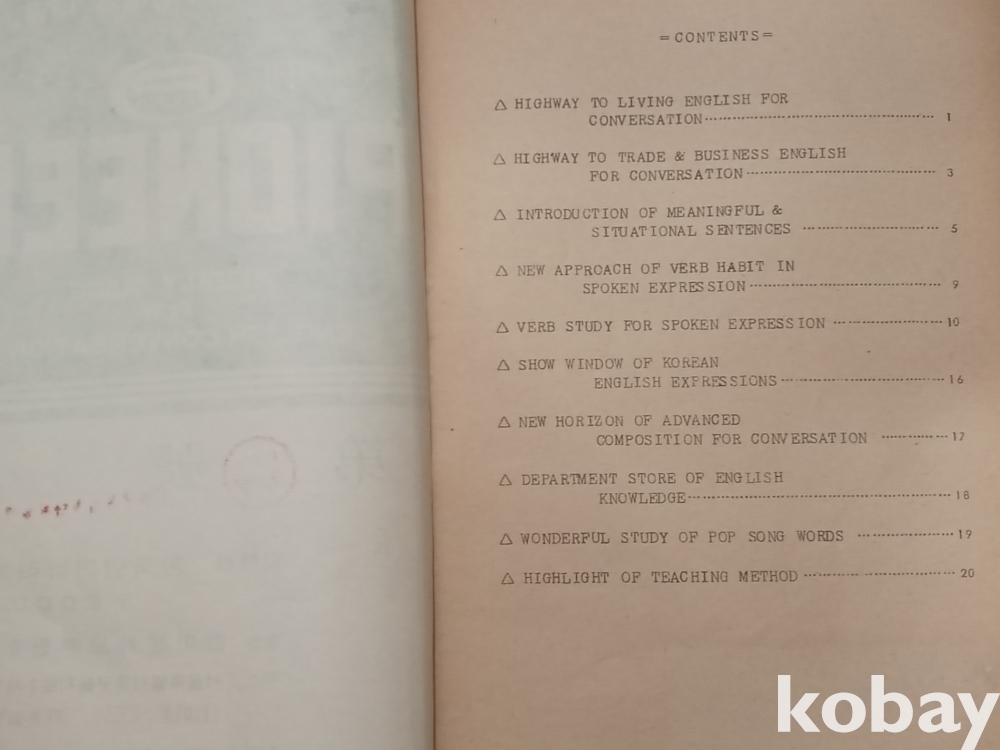 =CONTENTS=
△ HIGHWAY TO LIVING ENGLISH FOR
CONVERSATION 1
△ HIGHWAY TO TRADE & BUSINESS ENGLISH
FOR CONVERSATION 3
△ INTRODUCTION OF MEANINGFUL &
SITUATIONAL SENTENCES 5
△ NEW APPROACH OF VERB HABIT IN
SPOKEN EXPRESSION 9
△ VERB STUDY FOR SPOKEN EXPRESSION 10
△ SHOW WINDOW OF KOREAN
ENGLISH EXPRESSIONS 16
△ NEW HORIZON OF ADVANCED
COMPOSITION FOR CONVERSATION 17
△ DEPARTMENT STORE OF ENGLISH
KNOWLEDGE 18
△ WONDERFUL STUDY OF POP SONG WORDS 19
△ HIGHLIGHT OF TEACHING METHOD 20
kobay